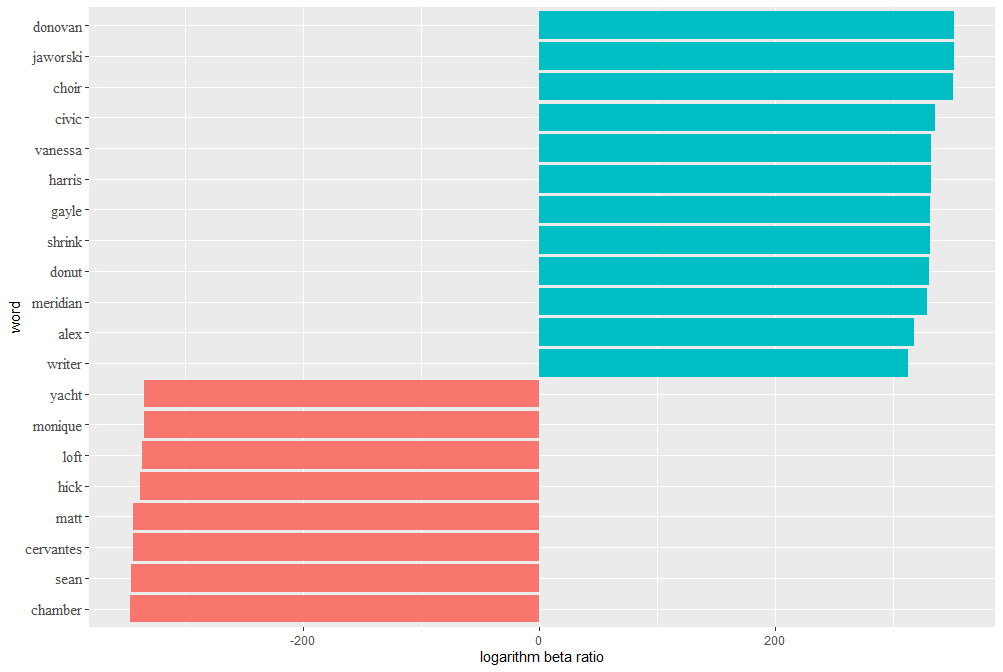 donovan
jaworski
choir
civic
vanessa
harris
gayle
shrink
donut
meridian
alex
writer
yacht
monique
loft
hick
matt
cervantes
sean
chamber
word
-200 0 200
logarithm beta ratio